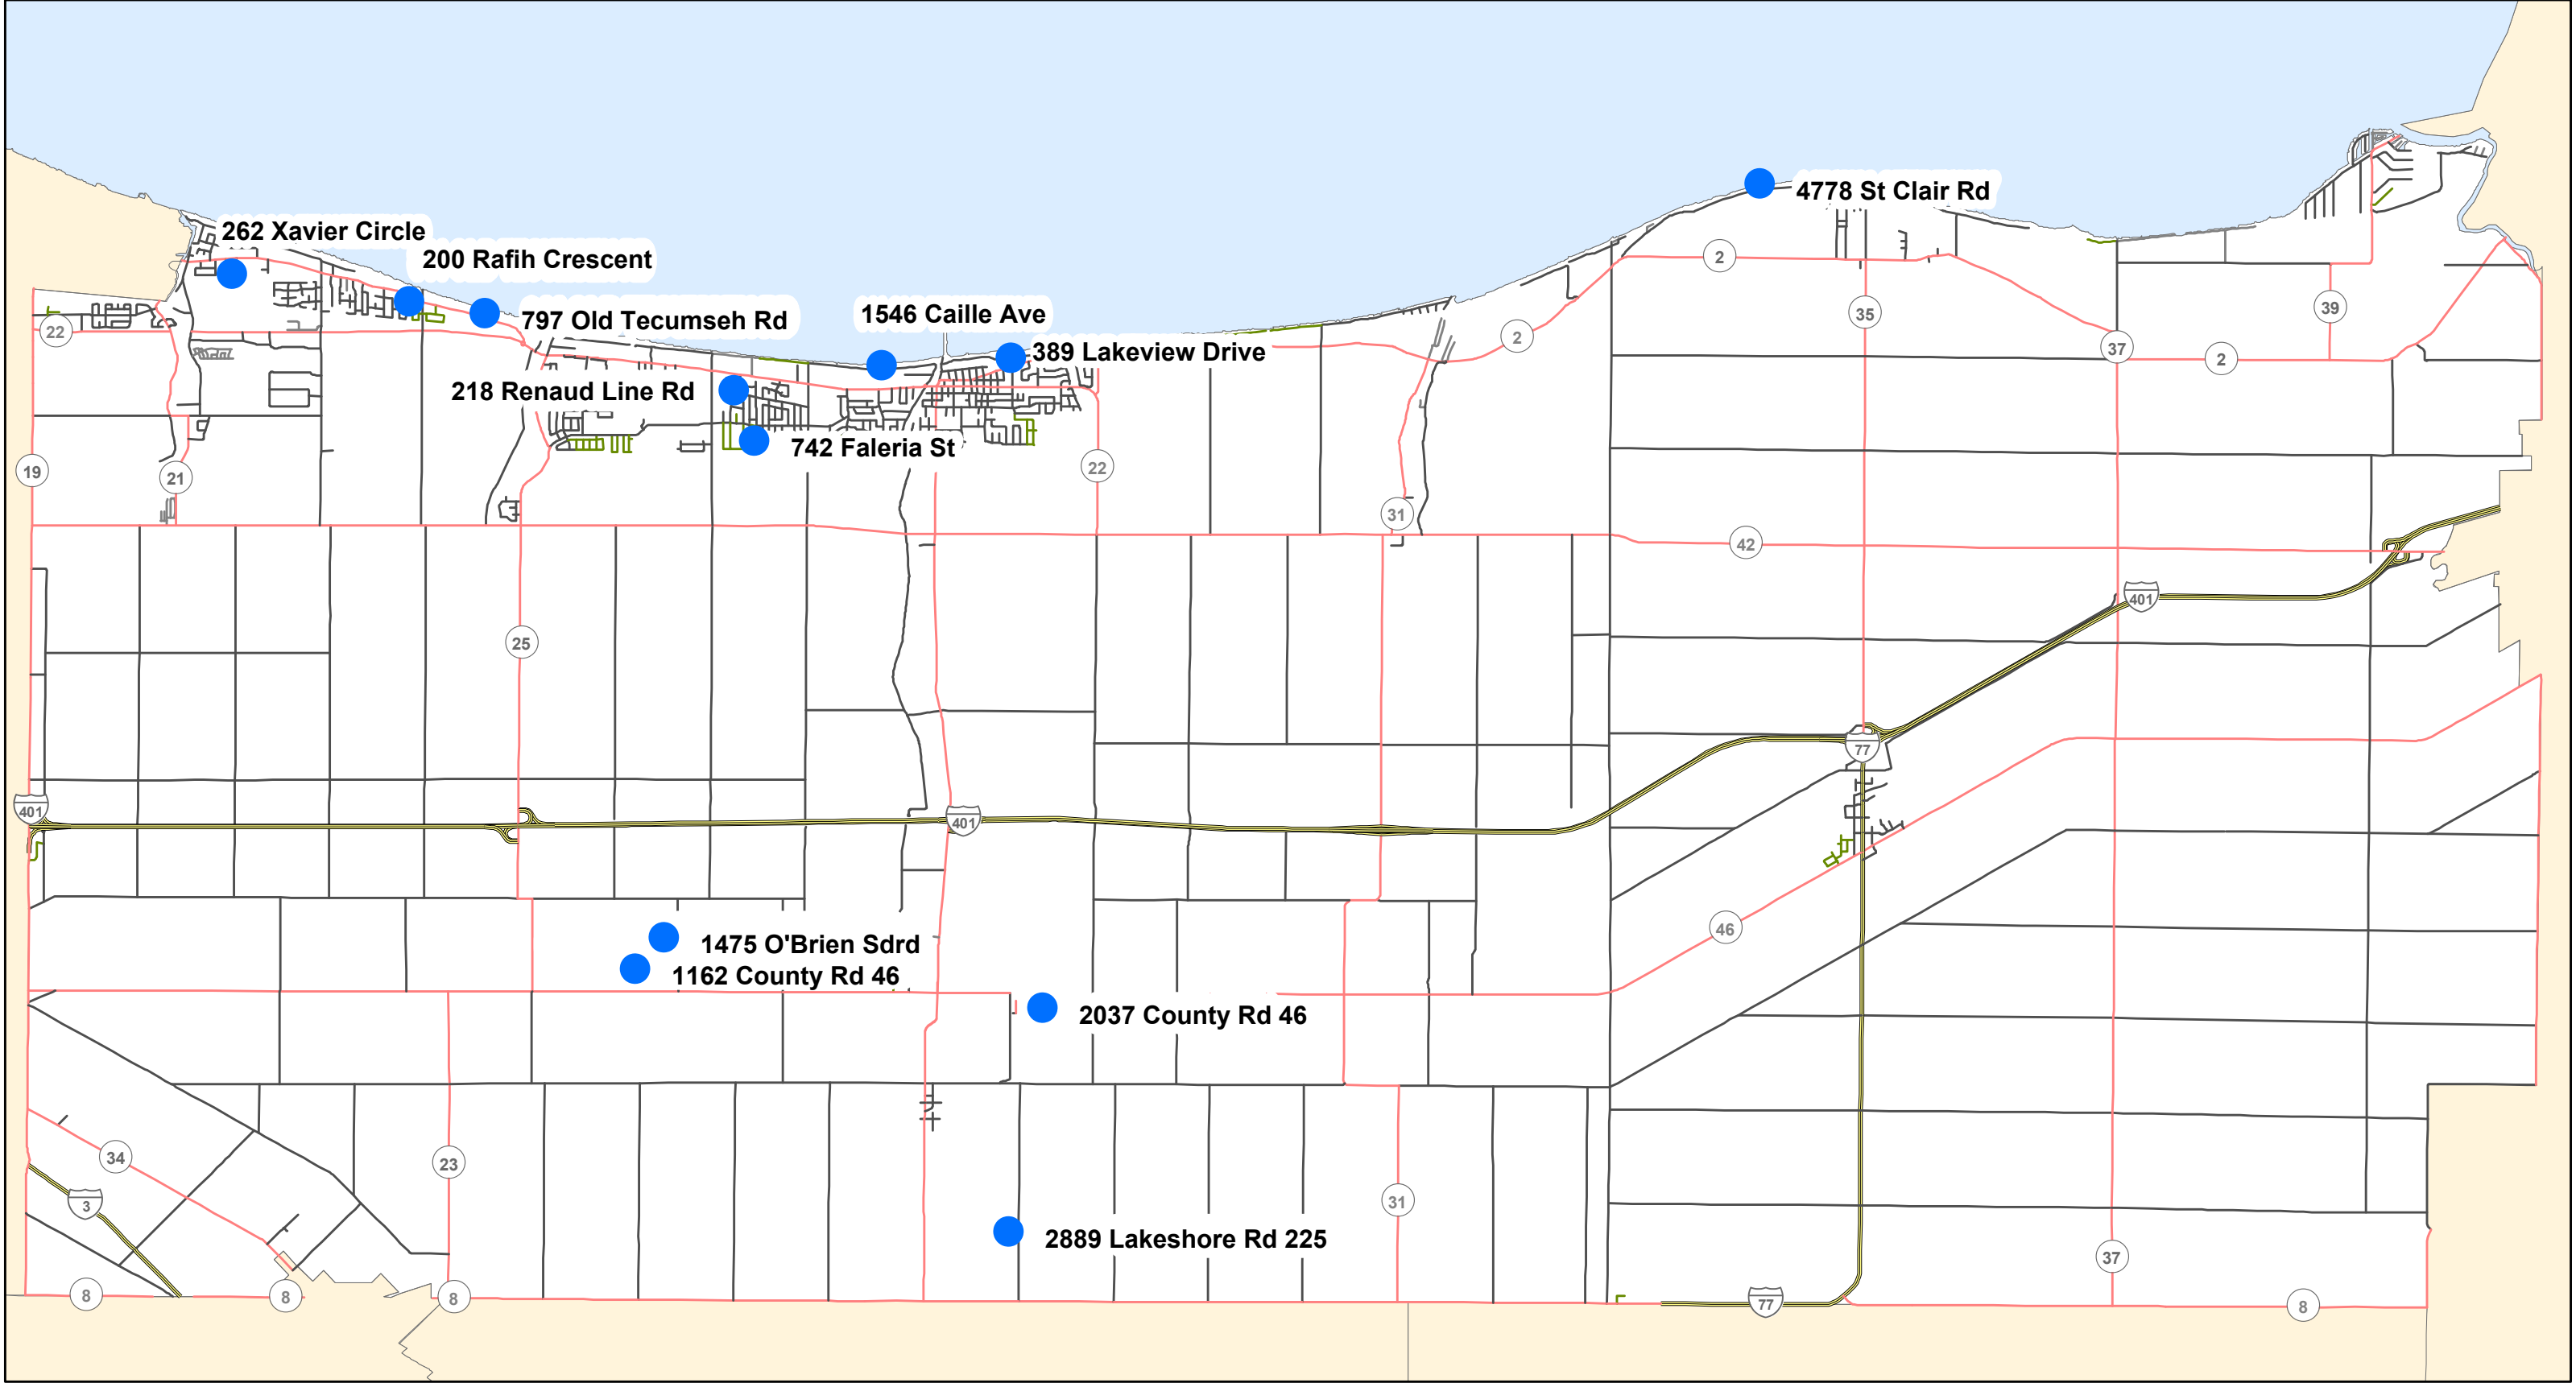 4778 St Clair Rd
262 Xavier Circle
200 Rafih Crescent
2
39
35
1546 Caille Ave
797 Old Tecumseh Rd
22
2
37
2
389 Lakeview Drive
218 Renaud Line Rd
742 Faleria St
22
19
21
31
42
401
25
77
401
401
46
1475 O'Brien Sdrd
1162 County Rd 46
2037 County Rd 46
34
23
3
31
2889 Lakeshore Rd 225
37
8
8
8
77
8